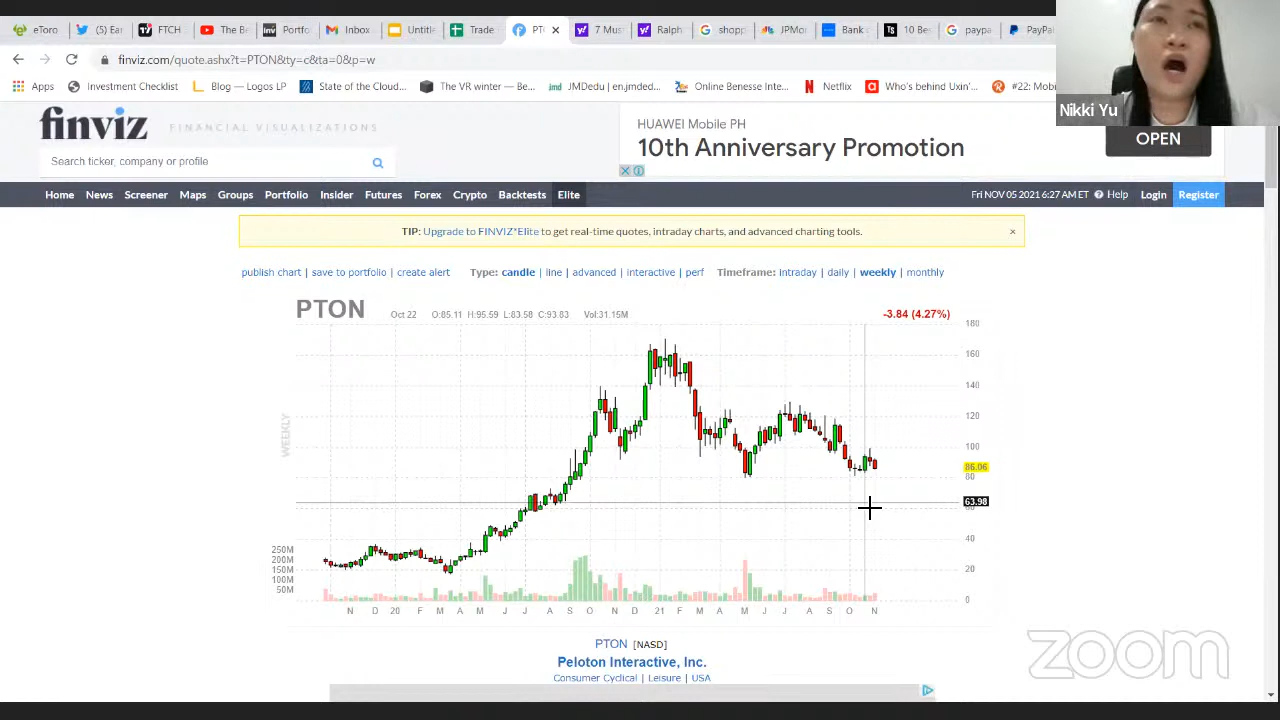 eToro (5) Ea FTCH The Be Portfo Inbox Untitle Trade PT 7 Mus Ralph shopp JPMor Bank 10 Bes paypa PayPa
finviz.com/quote.ashx?t=PTON&ty=c&ta=0&p=w
Apps Investment Checklist Blog — Logos LP State of the Cloud... The VR winter — Be... JMDedu | en.jmded... Online Benesse Inte... Netflix Who's behind Uxin'... #22: Mobi
Nikki Yu
finviz FINANCIAL VISUALIZATIONS
HUAWEI Mobile PH
10th Anniversary Promotion
OPEN
Search ticker, company or profile
Home News Screener Maps Groups Portfolio Insider Futures Forex Crypto Backtests Elite Fri NOV 05 2021 6:27 AM ET Help Login Register
TIP: Upgrade to FINVIZ*Elite to get real-time quotes, intraday charts, and advanced charting tools. ×
publish chart | save to portfolio | create alert Type: candle | line | advanced | interactive | perf Timeframe: intraday | daily | weekly | monthly
PTON Oct 22 O:85.11 H:95.59 L:83.58 C:93.83 Vol:31.15M -3.84 (4.27%)
180
160
140
120
100
86.06
80
63.98
60
40
20
0
WEEKLY
250M
200M
150M
100M
50M
N D 20 F M A M J J A S O N D 21 F M A M J J A S O N
PTON [NASD]
Peloton Interactive, Inc.
Consumer Cyclical | Leisure | USA
zoom